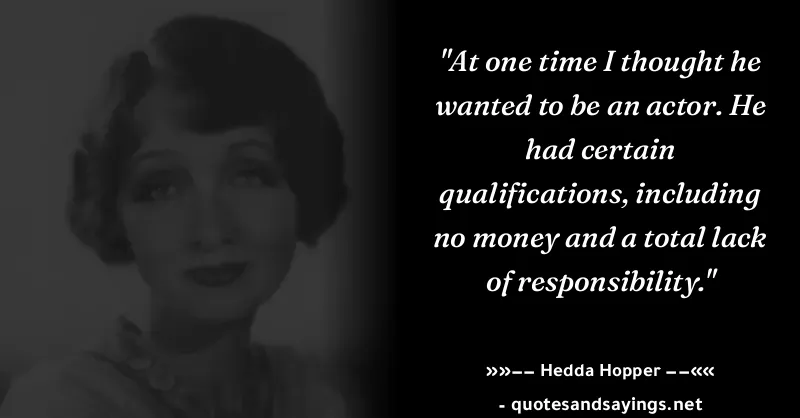 "At one time I thought he
wanted to be an actor. He
had certain
qualifications, including
no money and a total lack
of responsibility."
»»−− Hedda Hopper −−««
- quotesandsayings.net